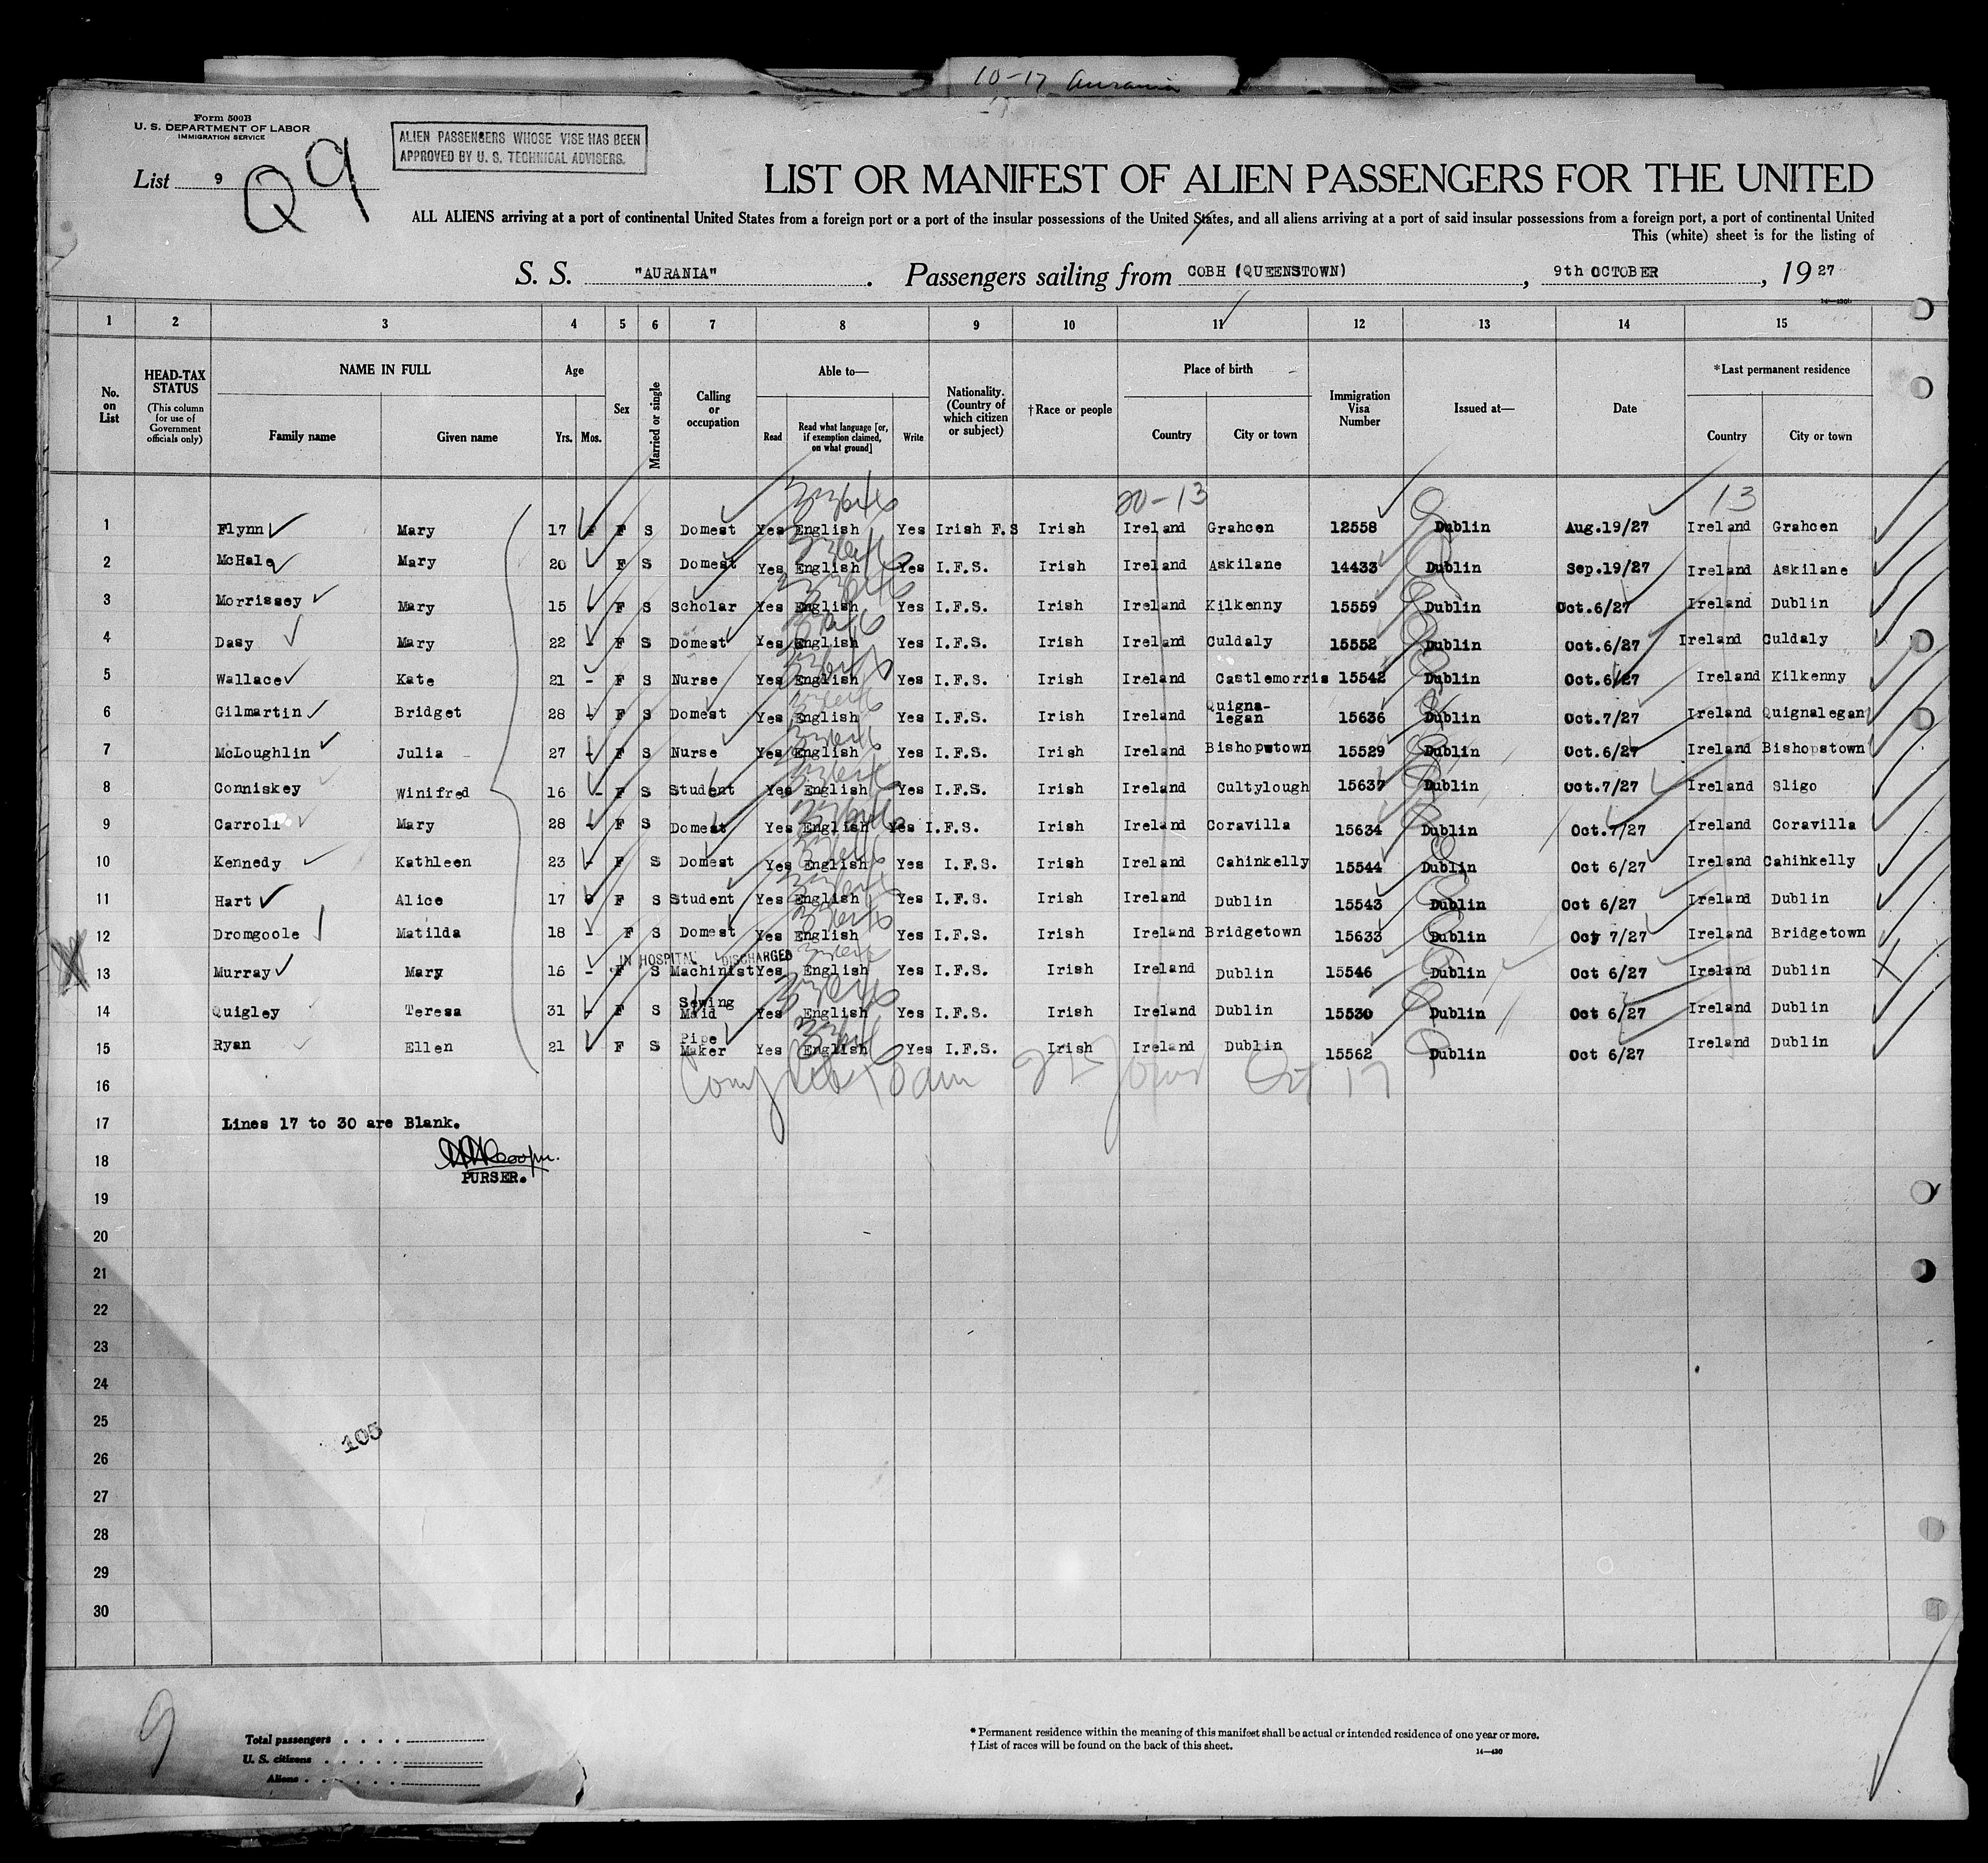 10-17 Aurania
Form 500B
U. S. DEPARTMENT OF LABOR
IMMIGRATION SERVICE
ALIEN PASSENGERS WHOSE VISE HAS BEEN
APPROVED BY U. S. TECHNICAL ADVISERS.
List 9
Q9
LIST OR MANIFEST OF ALIEN PASSENGERS FOR THE UNITED
ALL ALIENS arriving at a port of continental United States from a foreign port or a port of the insular possessions of the United States, and all aliens arriving at a port of said insular possessions from a foreign port, a port of continental United
This (white) sheet is for the listing of
S. S. "AURANIA". Passengers sailing from COBH (QUEENSTOWN), 9th OCTOBER, 1927
1 2 3 4 5 6 7 8 9 10 11 12 13 14 15
No. on List
HEAD-TAX STATUS (This column for use of Government officials only)
NAME IN FULL
Family name Given name
Age
Yrs. Mos.
Sex
Married or single
Calling or occupation
Able to—
Read Read what language [or, if exemption claimed, on what ground] Write
Nationality. (Country of which citizen or subject)
†Race or people
Place of birth
Country City or town
Immigration Visa Number
Issued at—
Date
*Last permanent residence
Country City or town
20-13 13
1 Flynn Mary 17 F S Domest Yes English Yes Irish F.S Irish Ireland Grahcen 12558 Dublin Aug.19/27 Ireland Grahcen
2 McHale Mary 20 F S Domest Yes English Yes I.F.S. Irish Ireland Askilane 14433 Dublin Sep.19/27 Ireland Askilane
3 Morrissey Mary 15 - F S Scholar Yes English Yes I.F.S. Irish Ireland Kilkenny 15559 Dublin Oct.6/27 Ireland Dublin
4 Dasy Mary 22 - F S Domest Yes English Yes I.F.S. Irish Ireland Culdaly 15552 Dublin Oct.6/27 Ireland Culdaly
5 Wallace Kate 21 - F S Nurse Yes English Yes I.F.S. Irish Ireland Castlemorris 15542 Dublin Oct.6/27 Ireland Kilkenny
6 Gilmartin Bridget 28 - F S Domest Yes English Yes I.F.S. Irish Ireland Quigna-legan 15636 Dublin Oct.7/27 Ireland Quignalegan
7 McLoughlin Julia 27 - F S Nurse Yes English Yes I.F.S. Irish Ireland Bishopstown 15529 Dublin Oct.6/27 Ireland Bishopstown
8 Conniskey Winifred 16 - F S Student Yes English Yes I.F.S. Irish Ireland Cultylough 15637 Dublin Oct.7/27 Ireland Sligo
9 Carroll Mary 28 - F S Domest Yes English Yes I.F.S. Irish Ireland Coravilla 15634 Dublin Oct.7/27 Ireland Coravilla
10 Kennedy Kathleen 23 - F S Domest Yes English Yes I.F.S. Irish Ireland Cahinkelly 15544 Dublin Oct 6/27 Ireland Cahinkelly
11 Hart Alice 17 F S Student Yes English Yes I.F.S. Irish Ireland Dublin 15543 Dublin Oct 6/27 Ireland Dublin
12 Dromgoole Matilda 18 - F S Domest Yes English Yes I.F.S. Irish Ireland Bridgetown 15633 Dublin Oct 7/27 Ireland Bridgetown
IN HOSPITAL DISCHARGED
13 Murray Mary 16 - F S Machinist Yes English Yes I.F.S. Irish Ireland Dublin 15546 Dublin Oct 6/27 Ireland Dublin
14 Quigley Teresa 31 - F S Sewing Maid Yes English Yes I.F.S. Irish Ireland Dublin 15530 Dublin Oct 6/27 Ireland Dublin
15 Ryan Ellen 21 - F S Pipe Maker Yes English Yes I.F.S. Irish Ireland Dublin 15562 Dublin Oct 6/27 Ireland Dublin
16 Oct 17
17 Lines 17 to 30 are Blank.
18
PURSER.
19
20
21
22
23
24
25
105
26
27
28
29
30
9
Total passengers
U. S. citizens
Aliens
* Permanent residence within the meaning of this manifest shall be actual or intended residence of one year or more.
† List of races will be found on the back of this sheet.
14—430